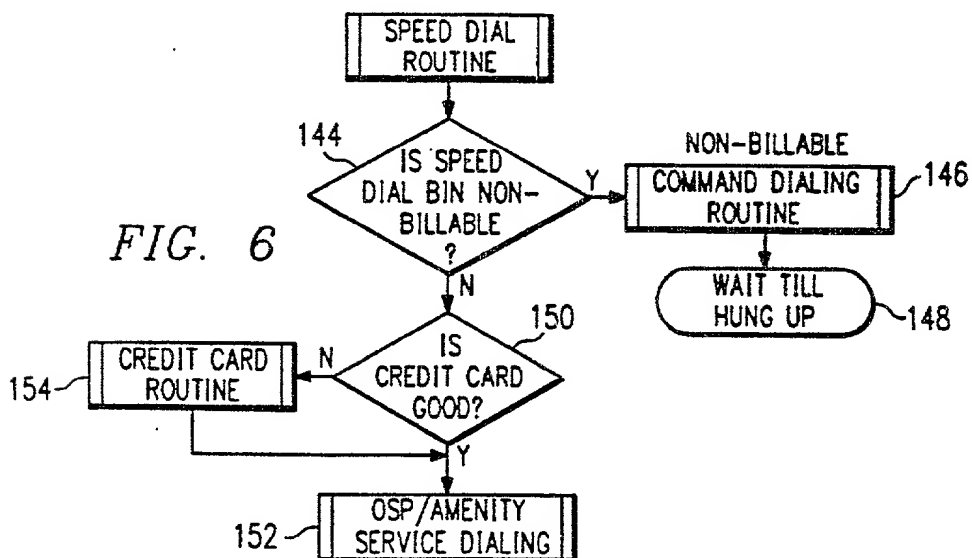 SPEED DIAL
ROUTINE
144
IS SPEED
DIAL BIN NON-
BILLABLE
?
Y
NON-BILLABLE
COMMAND DIALING
ROUTINE
146
WAIT TILL
HUNG UP
148
FIG. 6
N
150
IS
CREDIT CARD
GOOD?
N
CREDIT CARD
ROUTINE
154
Y
OSP/AMENITY
SERVICE DIALING
152